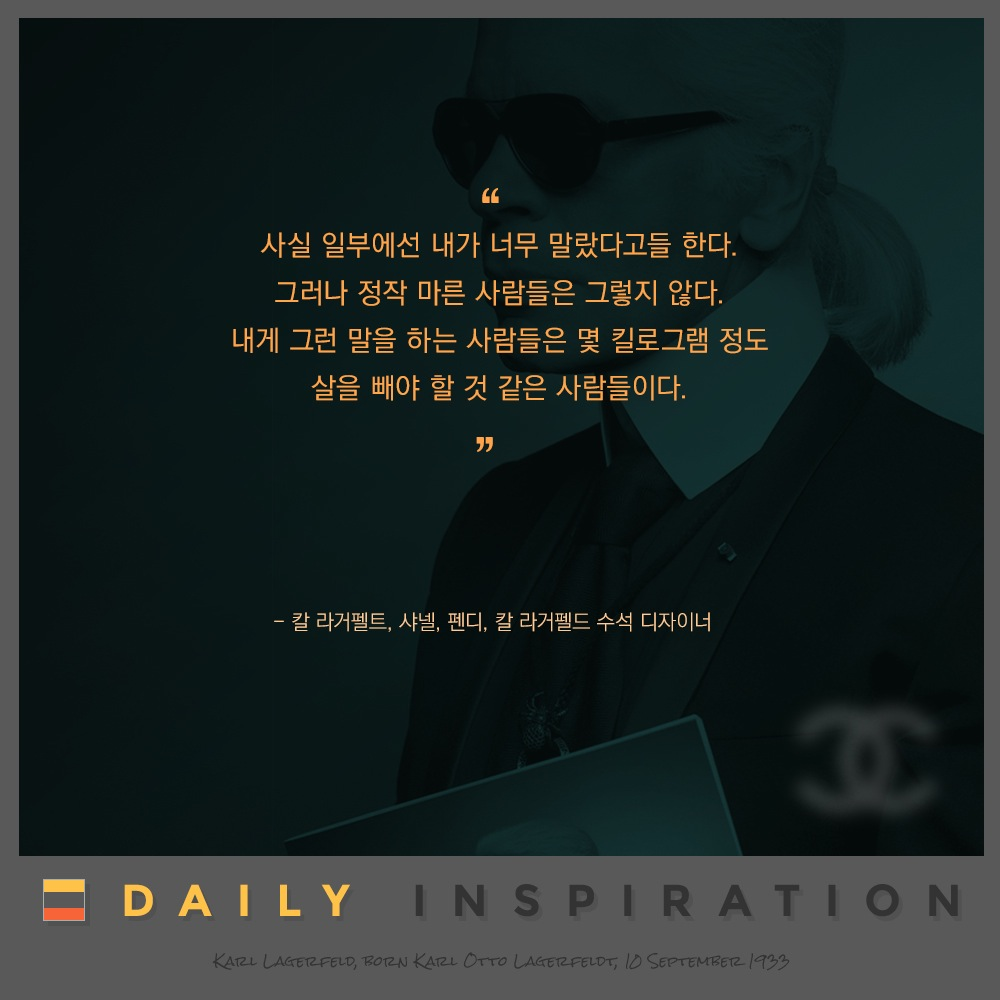 “
사실 일부에선 내가 너무 말랐다고들 한다.
그러나 정작 마른 사람들은 그렇지 않다.
내게 그런 말을 하는 사람들은 몇 킬로그램 정도
살을 빼야 할 것 같은 사람들이다.
”
– 칼 라거펠트, 샤넬, 펜디, 칼 라거펠드 수석 디자이너
DAILY INSPIRATION
Karl Lagerfeld, born Karl Otto Lagerfeldt, 10 September 1933